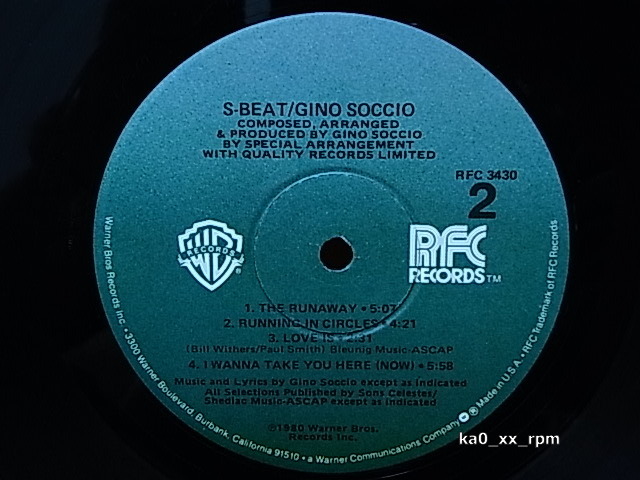 S-BEAT/GINO SOCCIO
COMPOSED, ARRANGED
& PRODUCED BY GINO SOCCIO
BY SPECIAL ARRANGEMENT
WITH QUALITY RECORDS LIMITED
RFC 3430
2
WB
RECORDS
®
RFC
RECORDS™
1. THE RUNAWAY • 5:07
2. RUNNING IN CIRCLES • 4:21
3. LOVE IS • 2:31
(Bill Withers/Paul Smith) Bleunig Music-ASCAP
4. I WANNA TAKE YOU HERE (NOW) • 5:58
Music and Lyrics by Gino Soccio except as indicated
All Selections Published by Sons Celestes/
Shediac Music-ASCAP except as indicated
℗1980 Warner Bros.
Records Inc.
Warner Bros Records Inc. • 3300 Warner Boulevard, Burbank, California 91510 • a Warner Communications Company ® Made in U.S.A. • RFC Trademark of RFC Records
ka0_xx_rpm